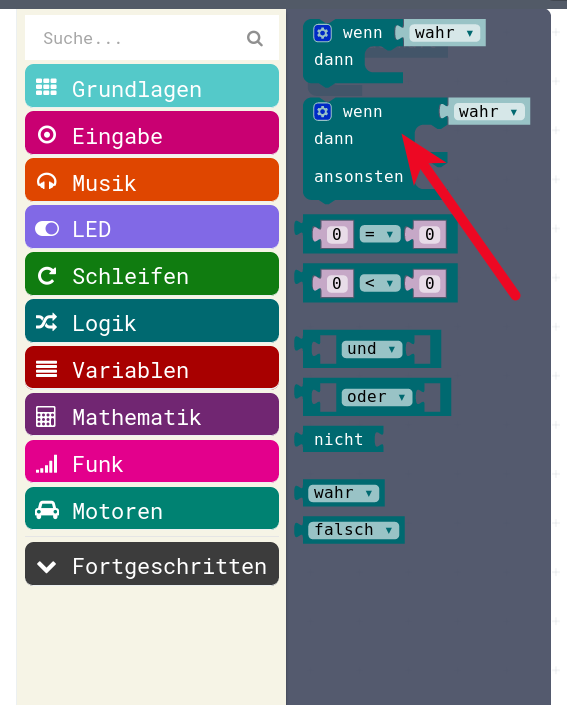 Suche...
Grundlagen
Eingabe
Musik
LED
Schleifen
Logik
Variablen
Mathematik
Funk
Motoren
Fortgeschritten
wenn wahr
dann
wenn wahr
dann
ansonsten
0 = 0
0 < 0
und
oder
nicht
wahr
falsch